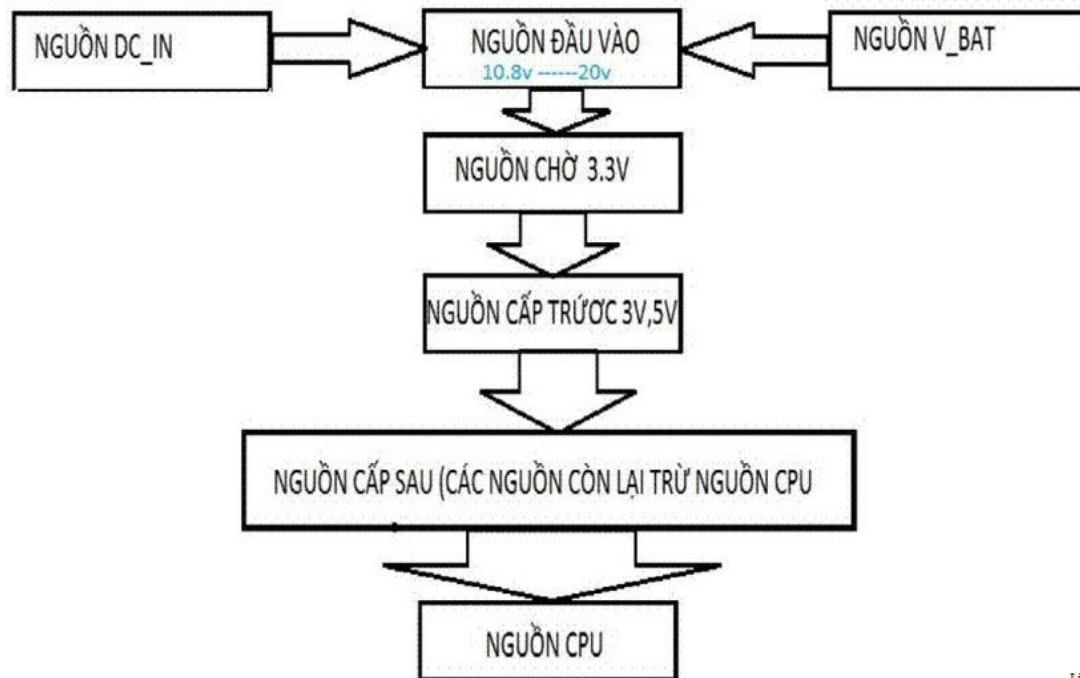 NGUỒN DC_IN
NGUỒN ĐẦU VÀO
10.8v ------20v
NGUỒN V_BAT
NGUỒN CHỜ 3.3V
NGUỒN CẤP TRỨƠC 3V,5V
NGUỒN CẤP SAU (CÁC NGUỒN CÒN LẠI TRỪ NGUỒN CPU
NGUỒN CPU